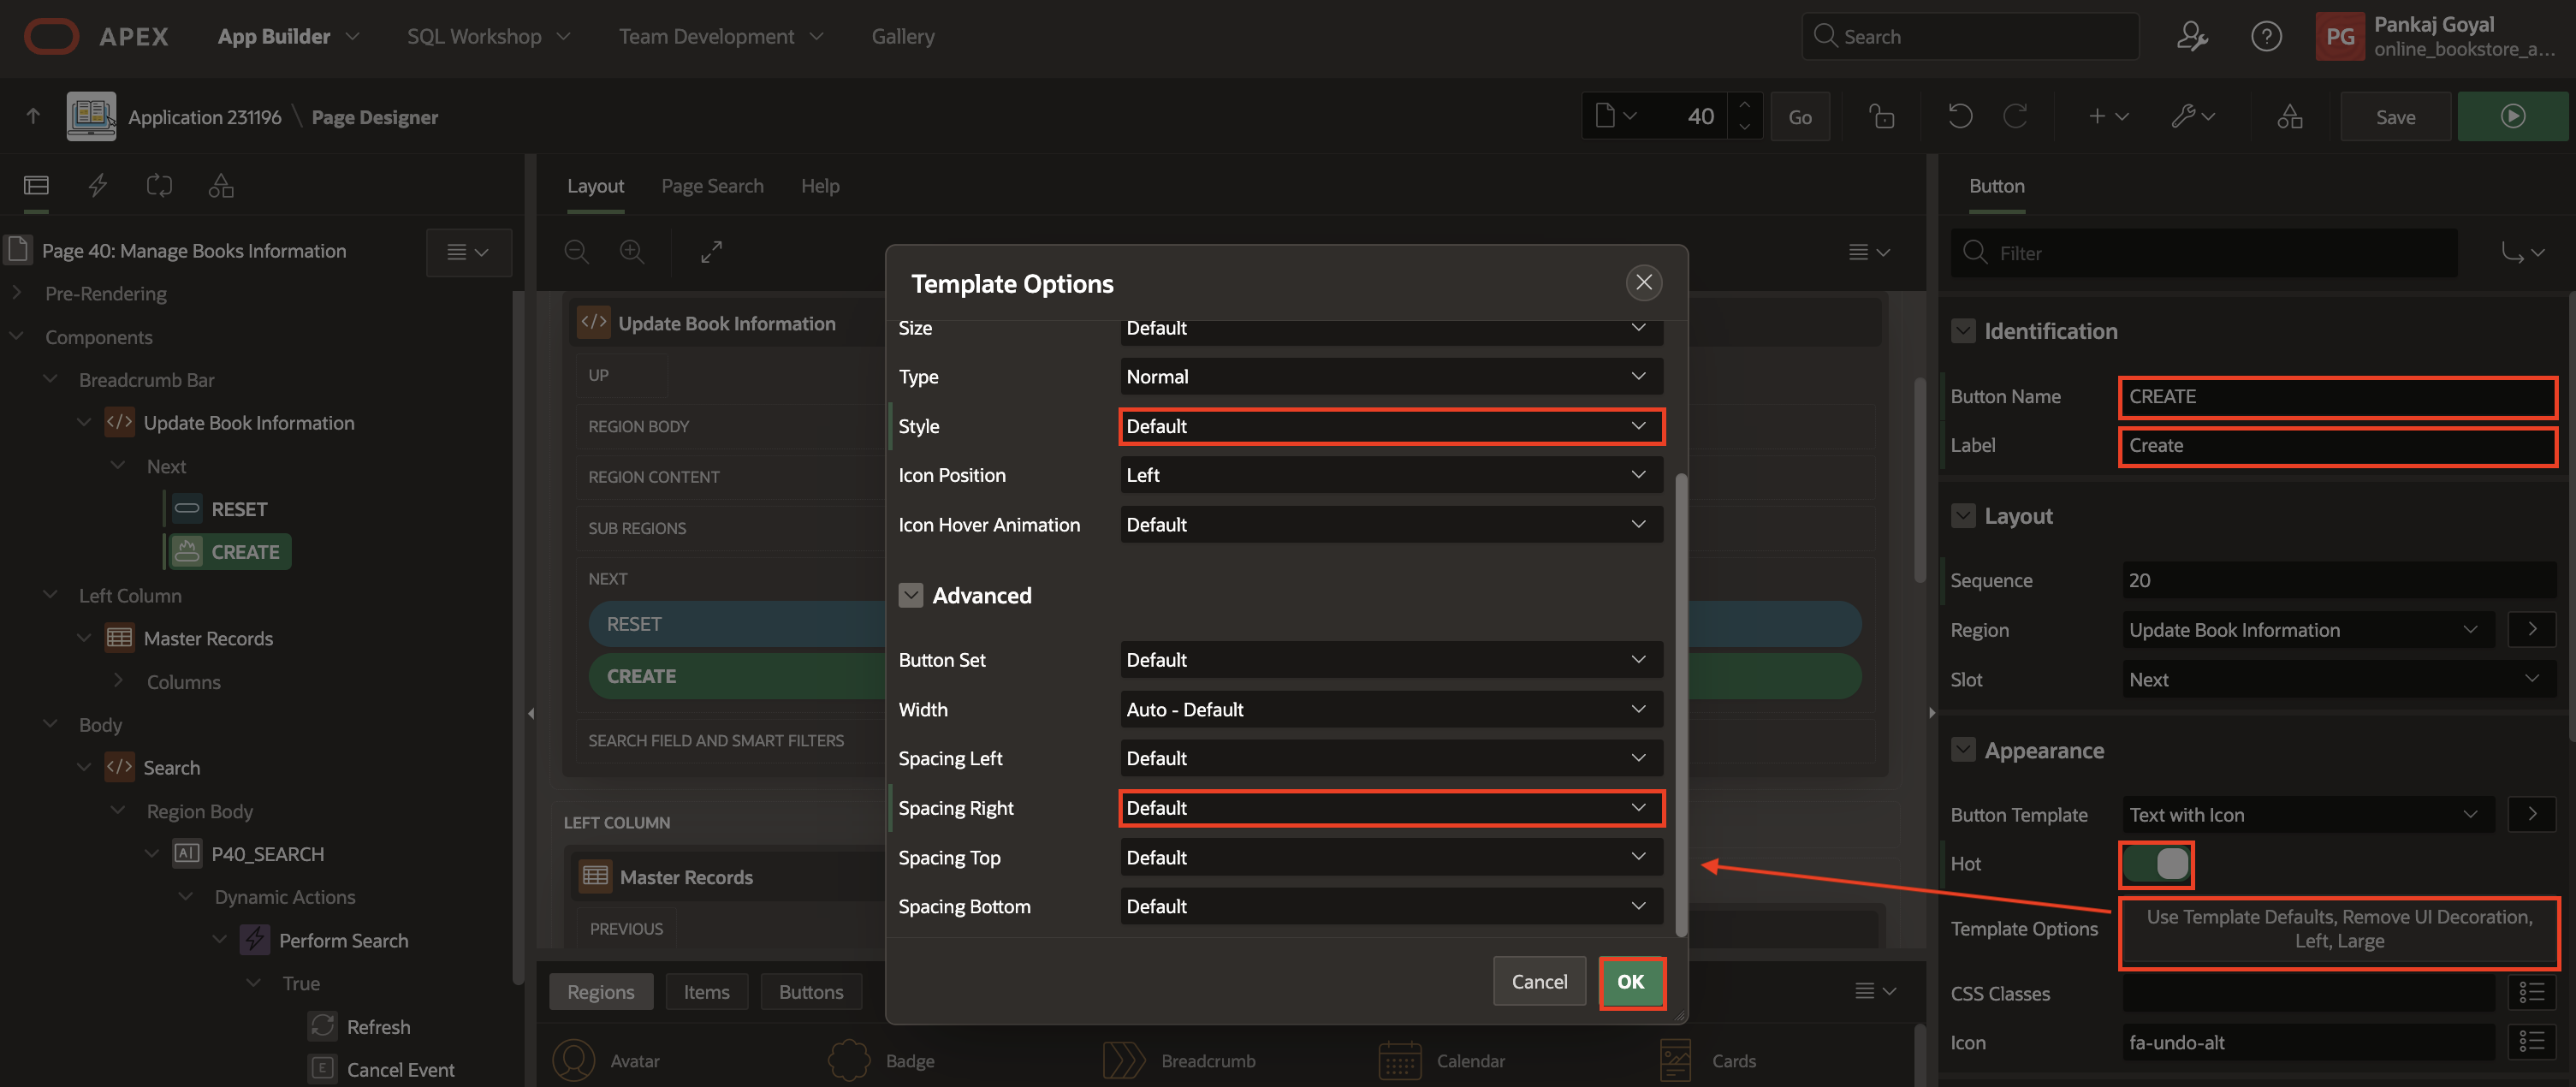 APEX
App Builder
SQL Workshop
Team Development
Gallery
Search
PG
Pankaj Goyal
online_bookstore_a...
Application 231196 \ Page Designer
40
Go
Save
Layout
Page Search
Help
Button
Page 40: Manage Books Information
Pre-Rendering
Components
Breadcrumb Bar
Update Book Information
Next
RESET
CREATE
Left Column
Master Records
Columns
Body
Search
Region Body
P40_SEARCH
Dynamic Actions
Perform Search
True
Refresh
Cancel Event
Update Book Information
UP
REGION BODY
REGION CONTENT
SUB REGIONS
NEXT
RESET
CREATE
SEARCH FIELD AND SMART FILTERS
LEFT COLUMN
Master Records
PREVIOUS
Regions
Items
Buttons
Avatar
Badge
Breadcrumb
Calendar
Cards
Template Options
Size Default
Type Normal
Style Default
Icon Position Left
Icon Hover Animation Default
Advanced
Button Set Default
Width Auto - Default
Spacing Left Default
Spacing Right Default
Spacing Top Default
Spacing Bottom Default
Cancel
OK
Filter
Identification
Button Name CREATE
Label Create
Layout
Sequence 20
Region Update Book Information
Slot Next
Appearance
Button Template Text with Icon
Hot
Template Options Use Template Defaults, Remove UI Decoration,
Left, Large
CSS Classes
Icon fa-undo-alt